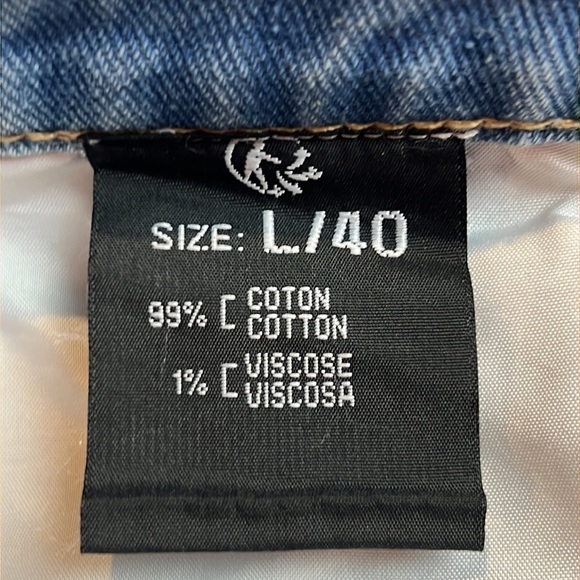 SIZE: L/40
99% [ COTON
COTTON
1% [ VISCOSE
VISCOSA